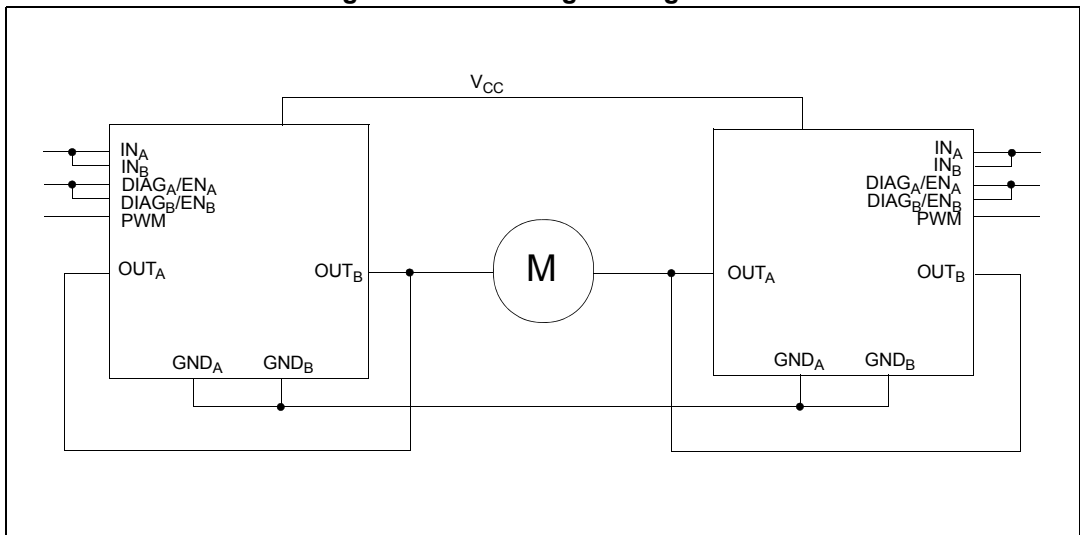 V_CC
IN_A
IN_B
DIAG_A/EN_A
DIAG_B/EN_B
PWM
OUT_A
OUT_B
GND_A
GND_B
M
IN_A
IN_B
DIAG_A/EN_A
DIAG_B/EN_B
PWM
OUT_A
OUT_B
GND_A
GND_B